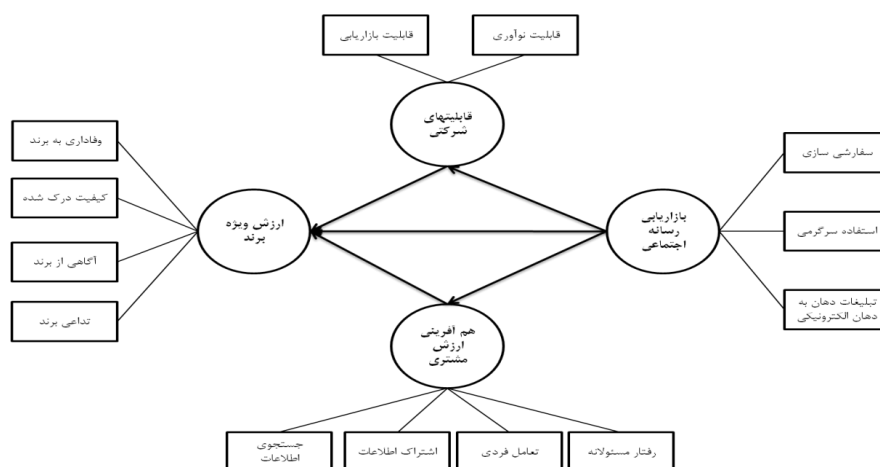 قابلیت نوآوری
قابلیت بازاریابی
قابلیتهای
شرکتی
سفارشی سازی
استفاده سرگرمی
تبلیغات دهان به
دهان الکترونیکی
بازاریابی
رسانه
اجتماعی
ارزش ویژه
برند
وفاداری به برند
کیفیت درک شده
آگاهی از برند
تداعی برند
هم آفرینی
ارزش
مشتری
رفتار مسئولانه
تعامل فردی
اشتراک اطلاعات
جستجوی
اطلاعات